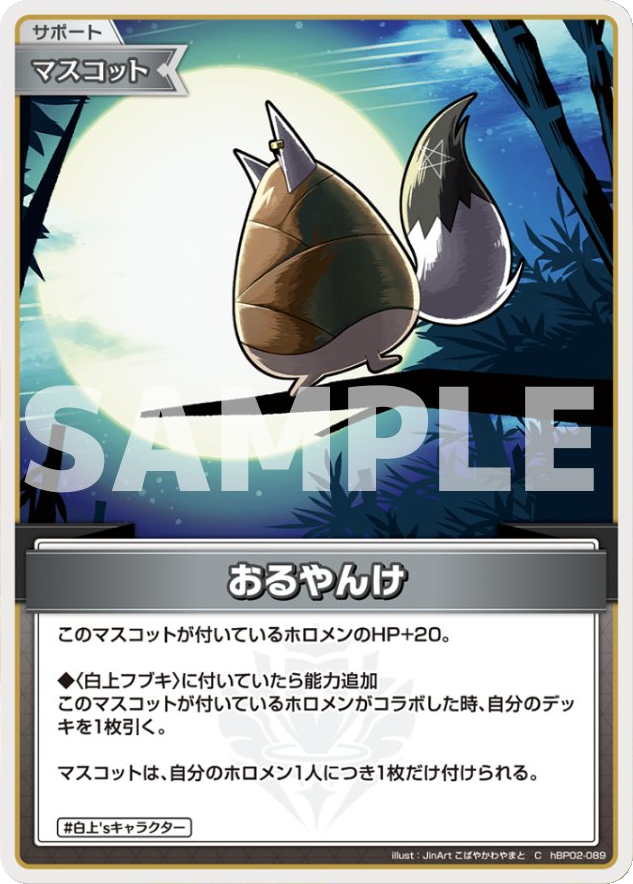 サポート
マスコット
SAMPLE
おるやんけ
このマスコットが付いているホロメンのHP+20。
◆〈白上フブキ〉に付いていたら能力追加
このマスコットが付いているホロメンがコラボした時、自分のデッ
キを1枚引く。
マスコットは、自分のホロメン1人につき1枚だけ付けられる。
#白上'sキャラクター
illust：JinArt こばやかわやまと C hBP02-089